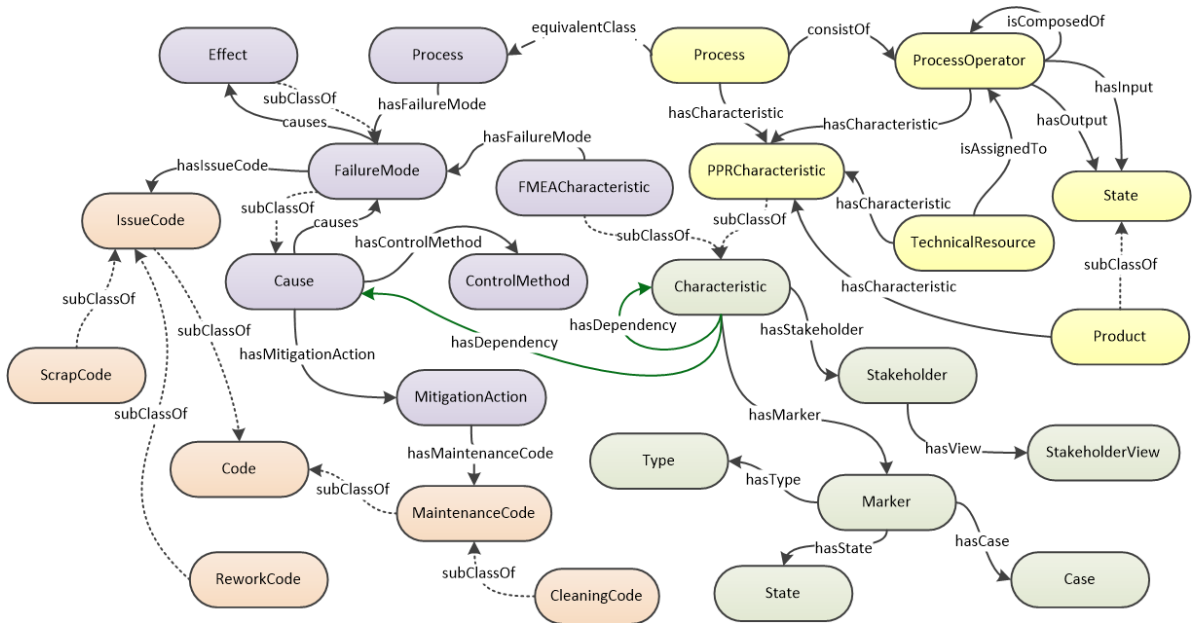 isComposedOf
equivalentClass
consistOf
Effect
Process
Process
ProcessOperator
hasInput
subClassOf
hasFailureMode
hasCharacteristic
hasCharacteristic
hasOutput
causes
hasFailureMode
isAssignedTo
hasIssueCode
FailureMode
FMEACharacteristic
PPRCharacteristic
State
subClassOf
causes
hasCharacteristic
IssueCode
hasControlMethod
subClassOf
subClassOf
TechnicalResource
subClassOf
Cause
ControlMethod
Characteristic
hasCharacteristic
subClassOf
subClassOf
hasDependency
hasStakeholder
hasDependency
Product
hasMitigationAction
ScrapCode
Stakeholder
MitigationAction
subClassOf
hasMarker
hasMaintenanceCode
hasView
StakeholderView
Code
Type
hasType
subClassOf
MaintenanceCode
Marker
hasState
hasCase
subClassOf
ReworkCode
CleaningCode
State
Case